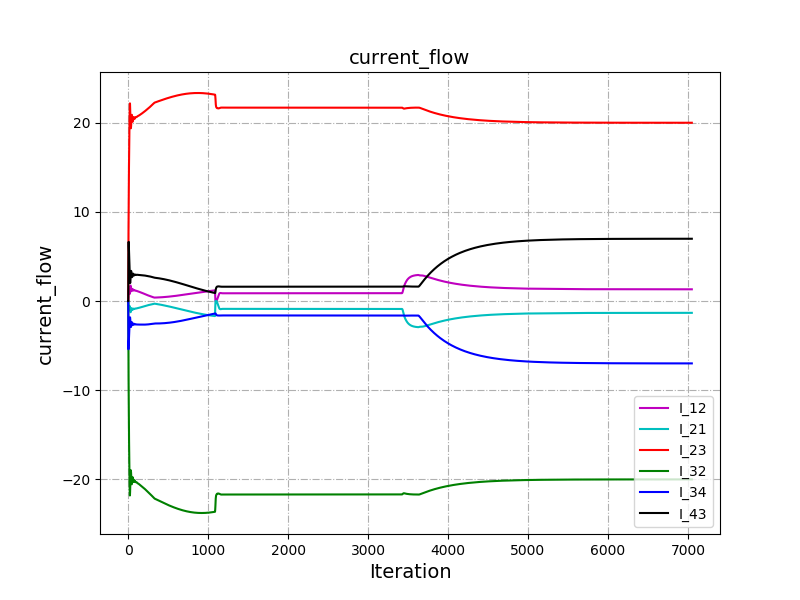 current_flow
current_flow
20
10
0
−10
−20
0
1000
2000
3000
4000
5000
6000
7000
Iteration
I_12
I_21
I_23
I_32
I_34
I_43